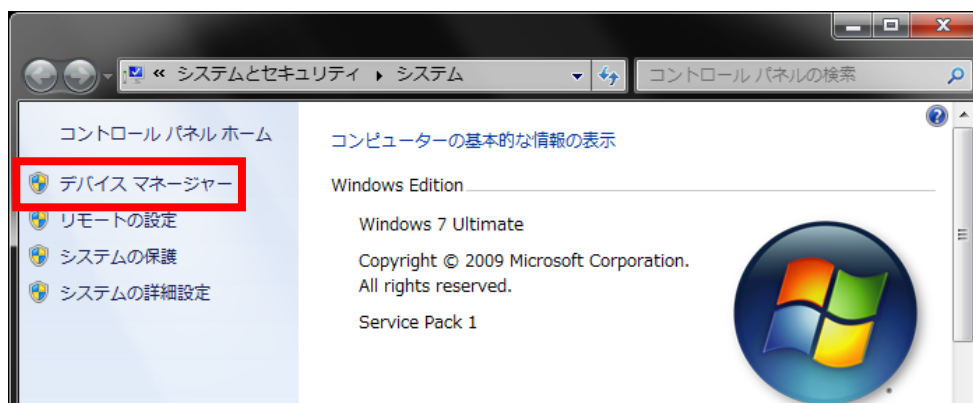 « システムとセキュリティ ▸ システム
コントロール パネルの検索
コントロール パネル ホーム
デバイス マネージャー
リモートの設定
システムの保護
システムの詳細設定
コンピューターの基本的な情報の表示
Windows Edition
Windows 7 Ultimate
Copyright © 2009 Microsoft Corporation.
All rights reserved.
Service Pack 1